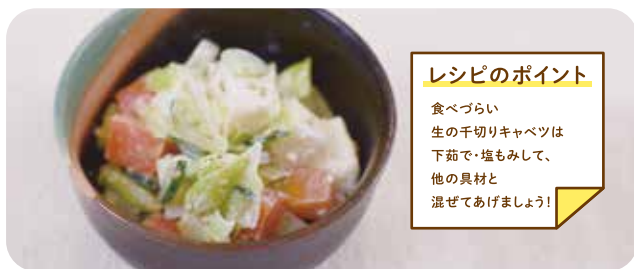 レシピのポイント
食べづらい
生の千切りキャベツは
下茹で・塩もみして、
他の具材と
混ぜてあげましょう！